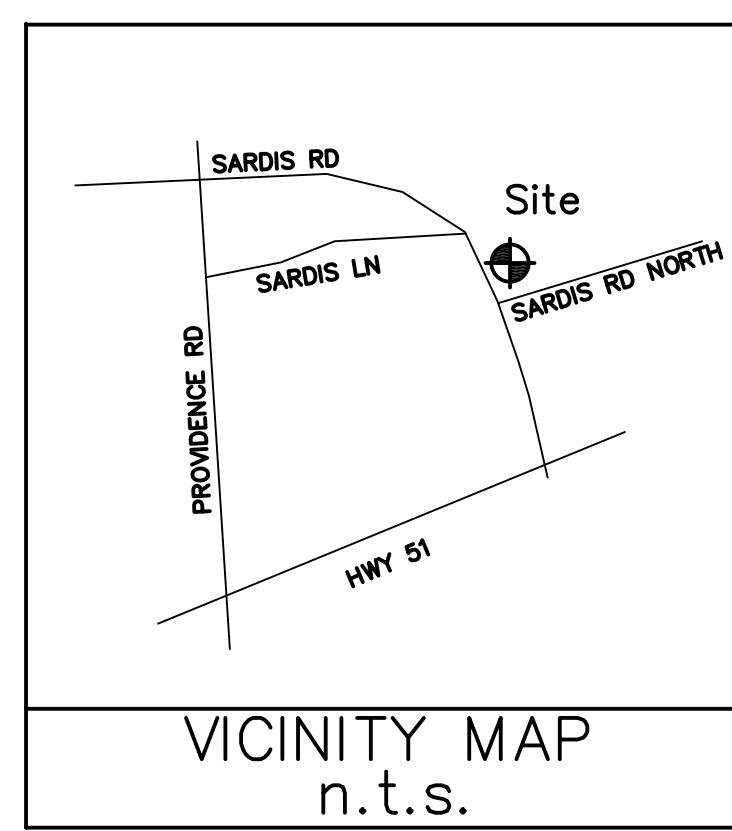 SARDIS RD
Site
SARDIS LN
SARDIS RD NORTH
PROVIDENCE RD
HWY 51
VICINITY MAP
n.t.s.